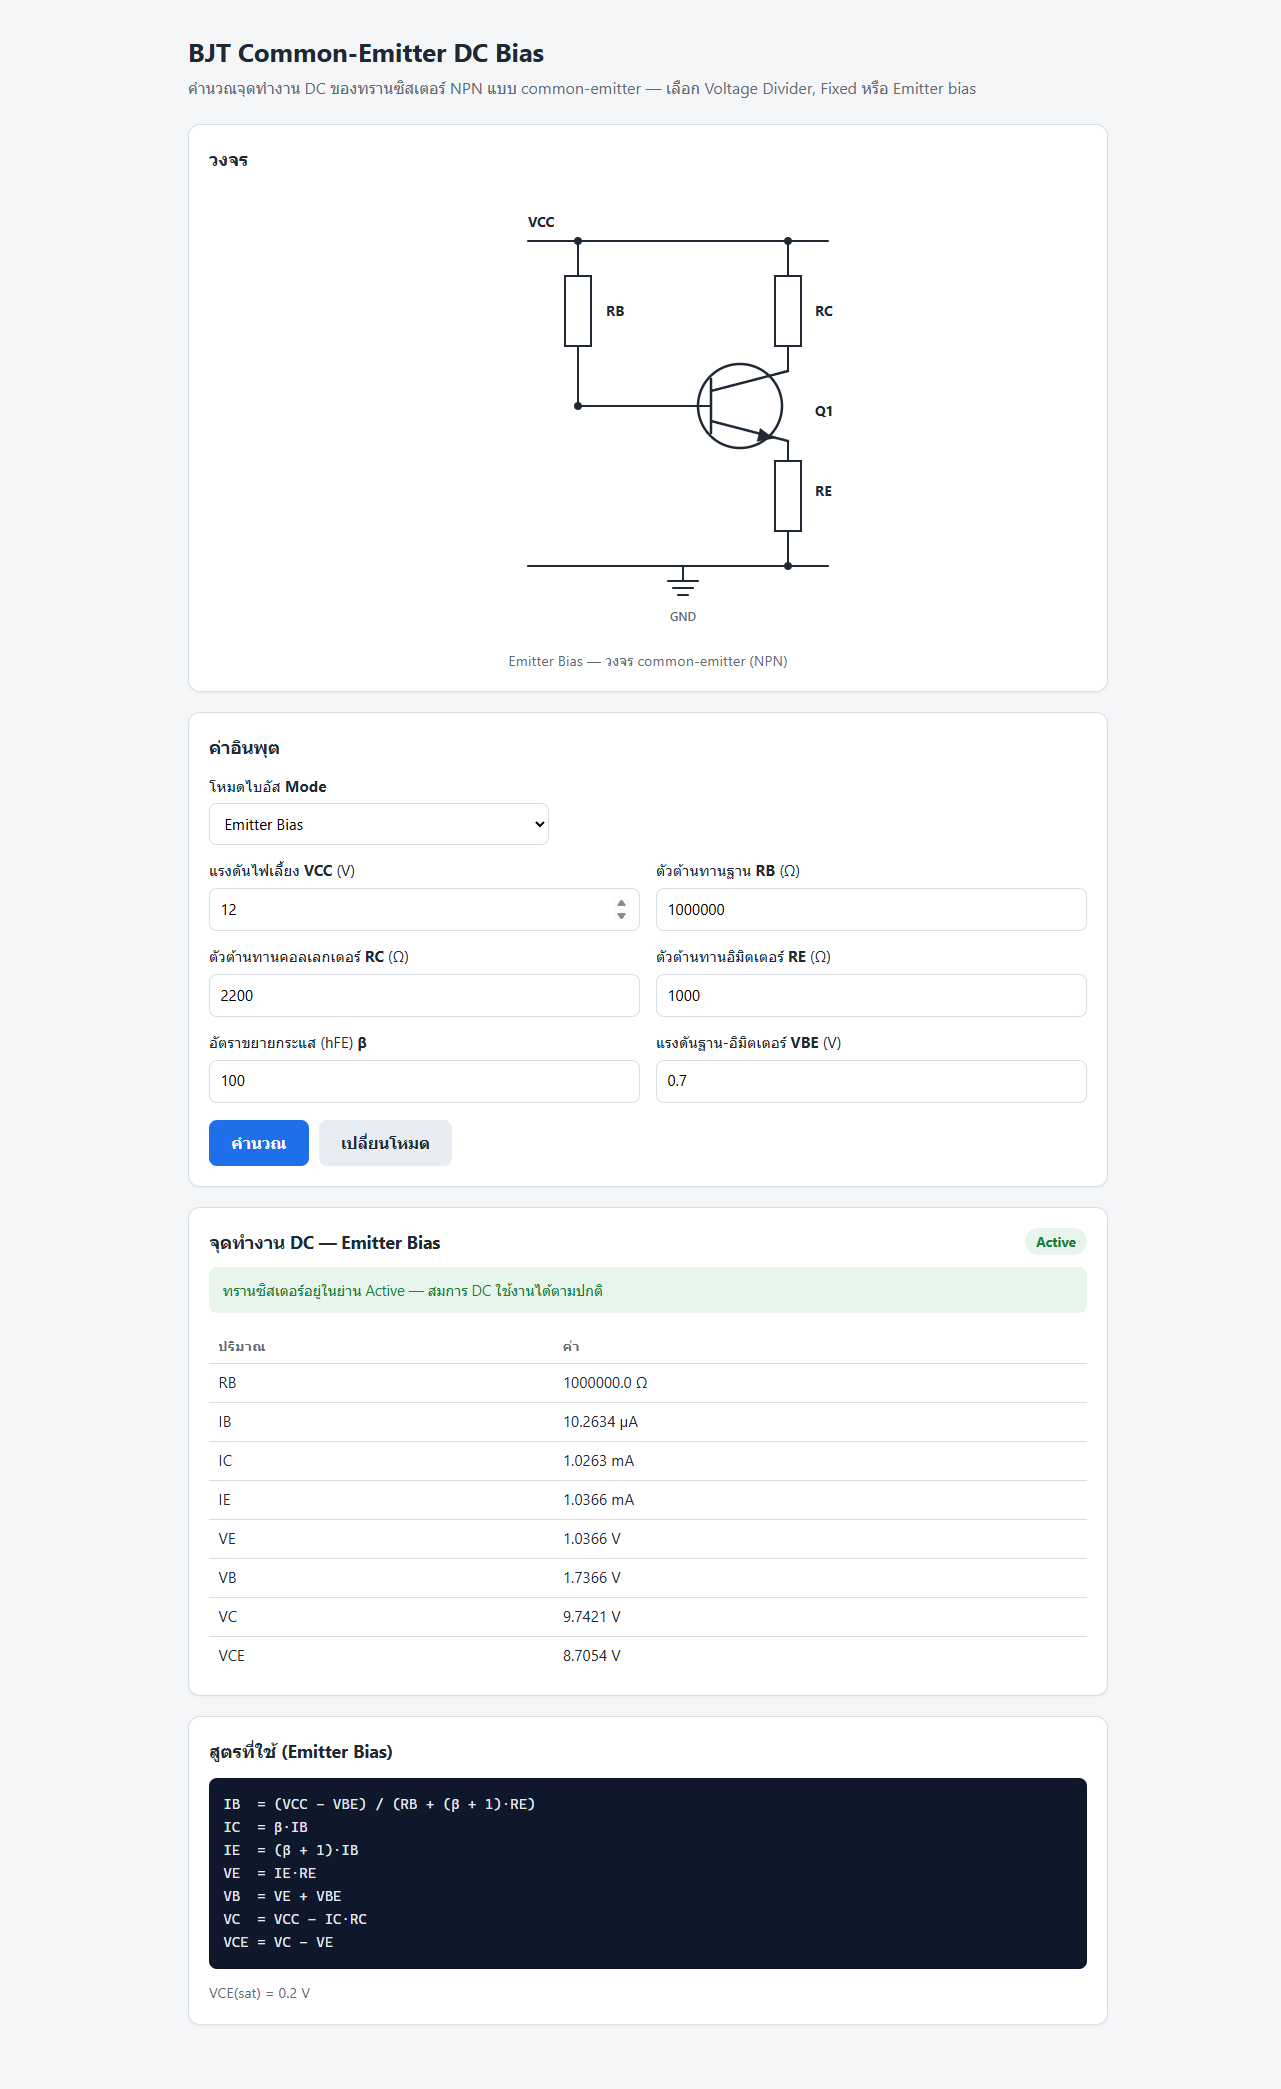 BJT Common-Emitter DC Bias
คำนวณจุดทำงาน DC ของทรานซิสเตอร์ NPN แบบ common-emitter — เลือก Voltage Divider, Fixed หรือ Emitter bias
วงจร
VCC
RB
RC
Q1
RE
GND
Emitter Bias — วงจร common-emitter (NPN)
ค่าอินพุต
โหมดไบอัส Mode
Emitter Bias
แรงดันไฟเลี้ยง VCC (V)
ตัวต้านทานฐาน RB (Ω)
12
1000000
ตัวต้านทานคอลเลกเตอร์ RC (Ω)
ตัวต้านทานอิมิตเตอร์ RE (Ω)
2200
1000
อัตราขยายกระแส (hFE) β
แรงดันฐาน-อิมิตเตอร์ VBE (V)
100
0.7
คำนวณ
เปลี่ยนโหมด
จุดทำงาน DC — Emitter Bias
Active
ทรานซิสเตอร์อยู่ในย่าน Active — สมการ DC ใช้งานได้ตามปกติ
ปริมาณ ค่า
RB 1000000.0 Ω
IB 10.2634 µA
IC 1.0263 mA
IE 1.0366 mA
VE 1.0366 V
VB 1.7366 V
VC 9.7421 V
VCE 8.7054 V
สูตรที่ใช้ (Emitter Bias)
IB = (VCC − VBE) / (RB + (β + 1)·RE)
IC = β·IB
IE = (β + 1)·IB
VE = IE·RE
VB = VE + VBE
VC = VCC − IC·RC
VCE = VC − VE
VCE(sat) = 0.2 V